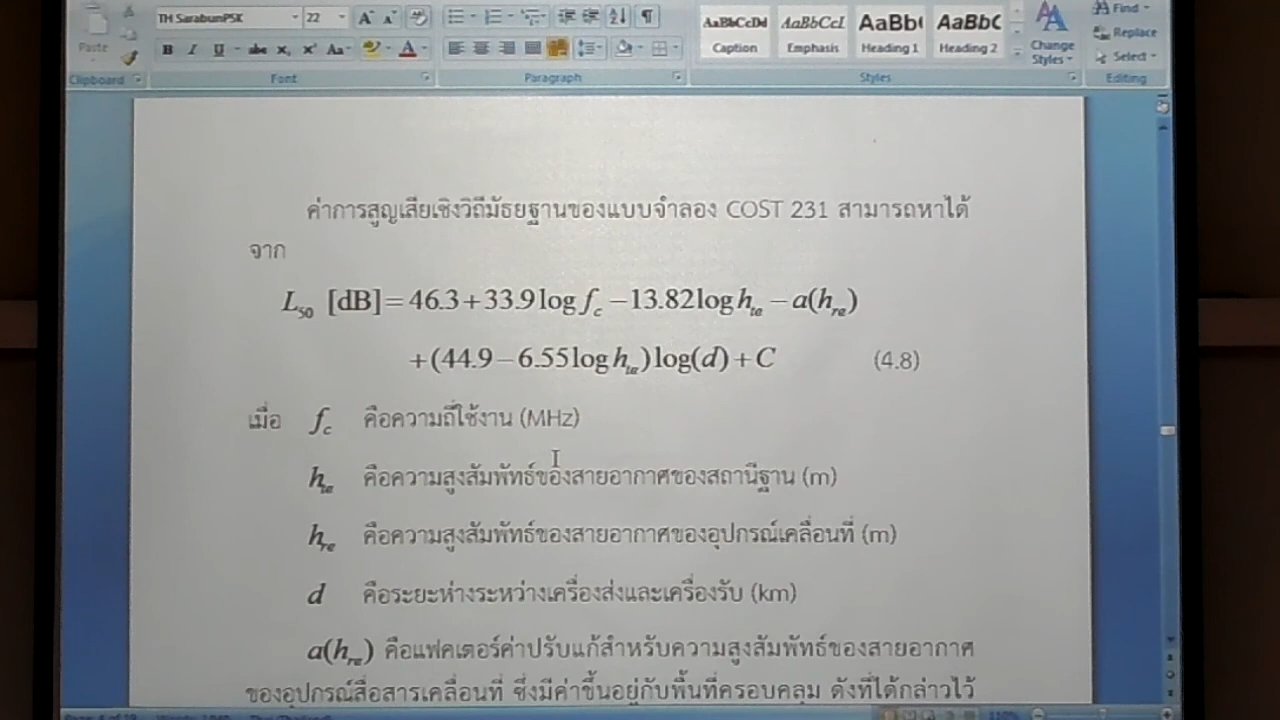 TH SarabunPSK 22 A A
AaBbCcDd AaBbCcI AaBb( AaBbC
Paste Caption Emphasis Heading 1 Heading 2 Change Styles
Find
Replace
Select
B I U abc x, x' Aa A
Clipboard Font Paragraph Styles Editing
ค่าการสูญเสียเชิงวิถีมัธยฐานของแบบจำลอง COST 231 สามารถหาได้
จาก
L₅₀ [dB] = 46.3 + 33.9 log f_c − 13.82 log h_te − a(h_re)
+ (44.9 − 6.55 log h_te) log(d) + C (4.8)
เมื่อ f_c คือความถี่ใช้งาน (MHz)
h_te คือความสูงสัมพัทธ์ของสายอากาศของสถานีฐาน (m)
h_re คือความสูงสัมพัทธ์ของสายอากาศของอุปกรณ์เคลื่อนที่ (m)
d คือระยะห่างระหว่างเครื่องส่งและเครื่องรับ (km)
a(h_re) คือแฟคเตอร์ค่าปรับแก้สำหรับความสูงสัมพัทธ์ของสายอากาศ
ของอุปกรณ์สื่อสารเคลื่อนที่ ซึ่งมีค่าขึ้นอยู่กับพื้นที่ครอบคลุม ดังที่ได้กล่าวไว้